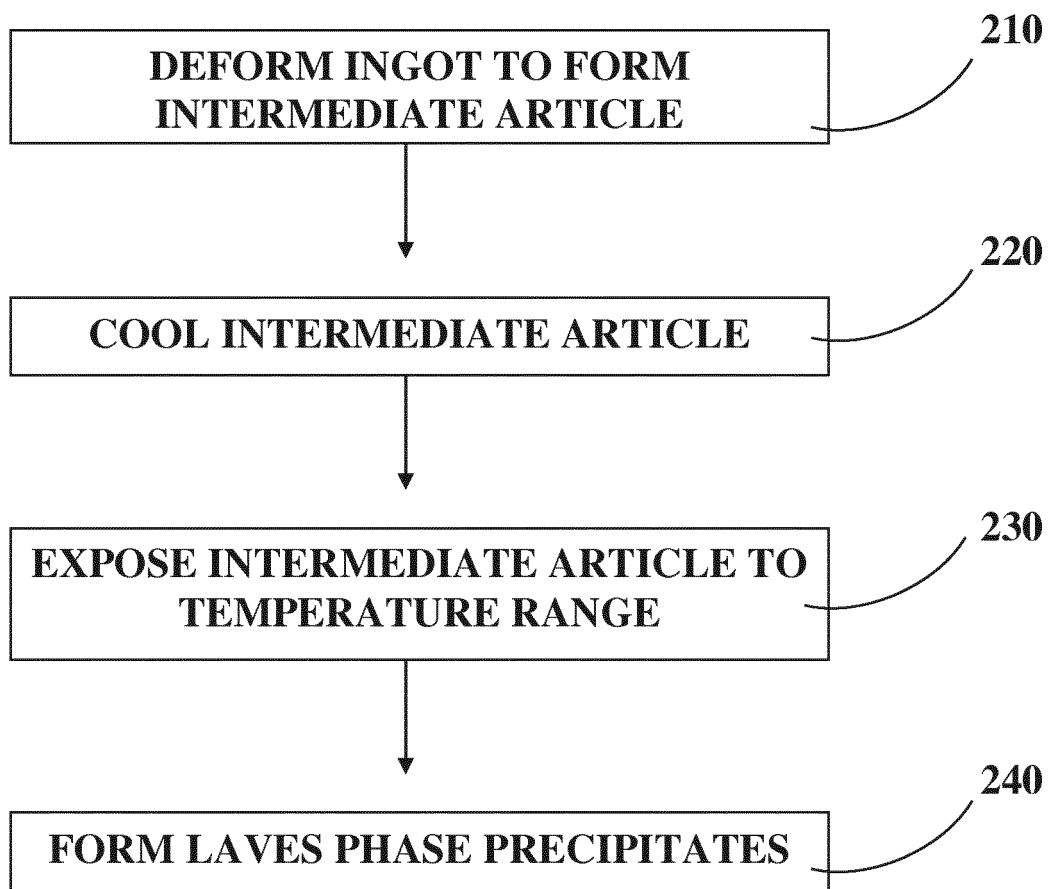 210
DEFORM INGOT TO FORM
INTERMEDIATE ARTICLE
220
COOL INTERMEDIATE ARTICLE
230
EXPOSE INTERMEDIATE ARTICLE TO
TEMPERATURE RANGE
240
FORM LAVES PHASE PRECIPITATES